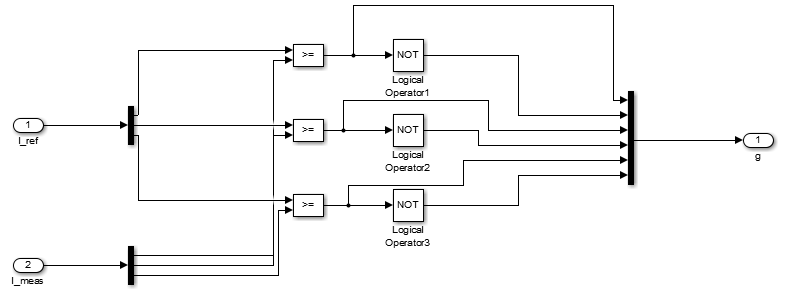 >=
NOT
Logical
Operator1
1
I_ref
>=
NOT
Logical
Operator2
1
g
>=
NOT
Logical
Operator3
2
I_meas